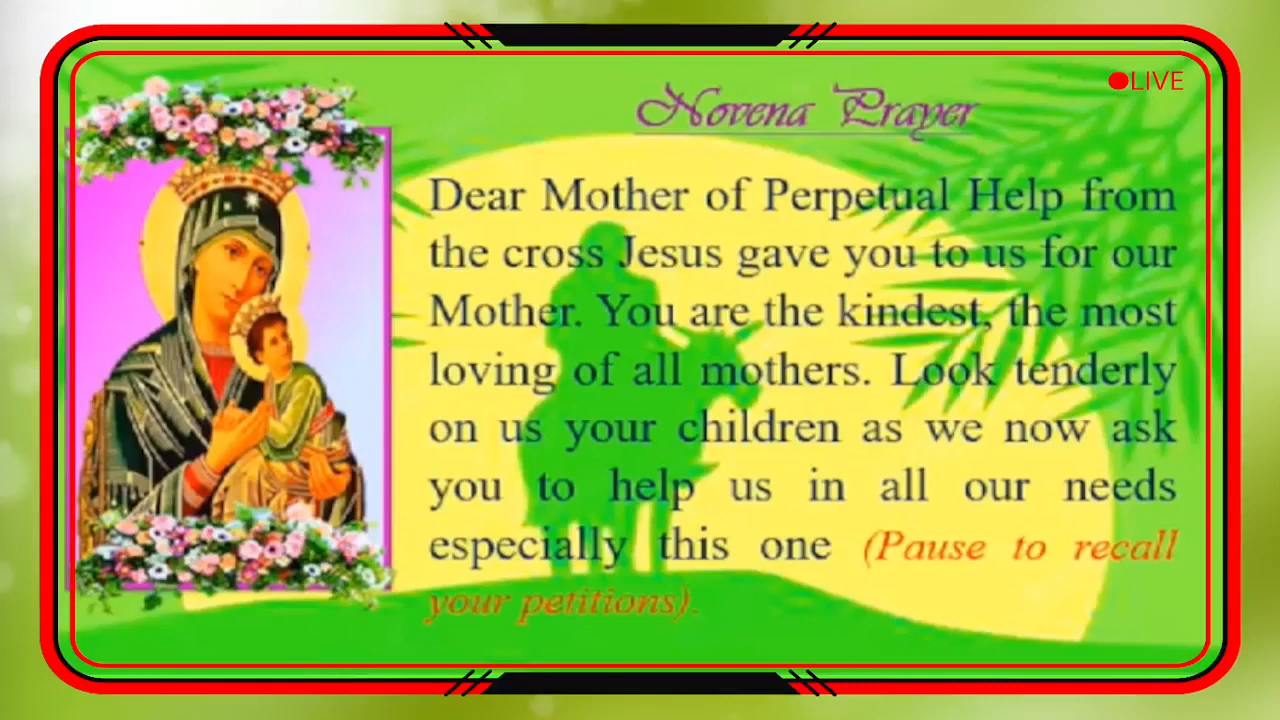 LIVE
Novena Prayer
Dear Mother of Perpetual Help from
the cross Jesus gave you to us for our
Mother. You are the kindest, the most
loving of all mothers. Look tenderly
on us your children as we now ask
you to help us in all our needs
especially this one (Pause to recall
your petitions).